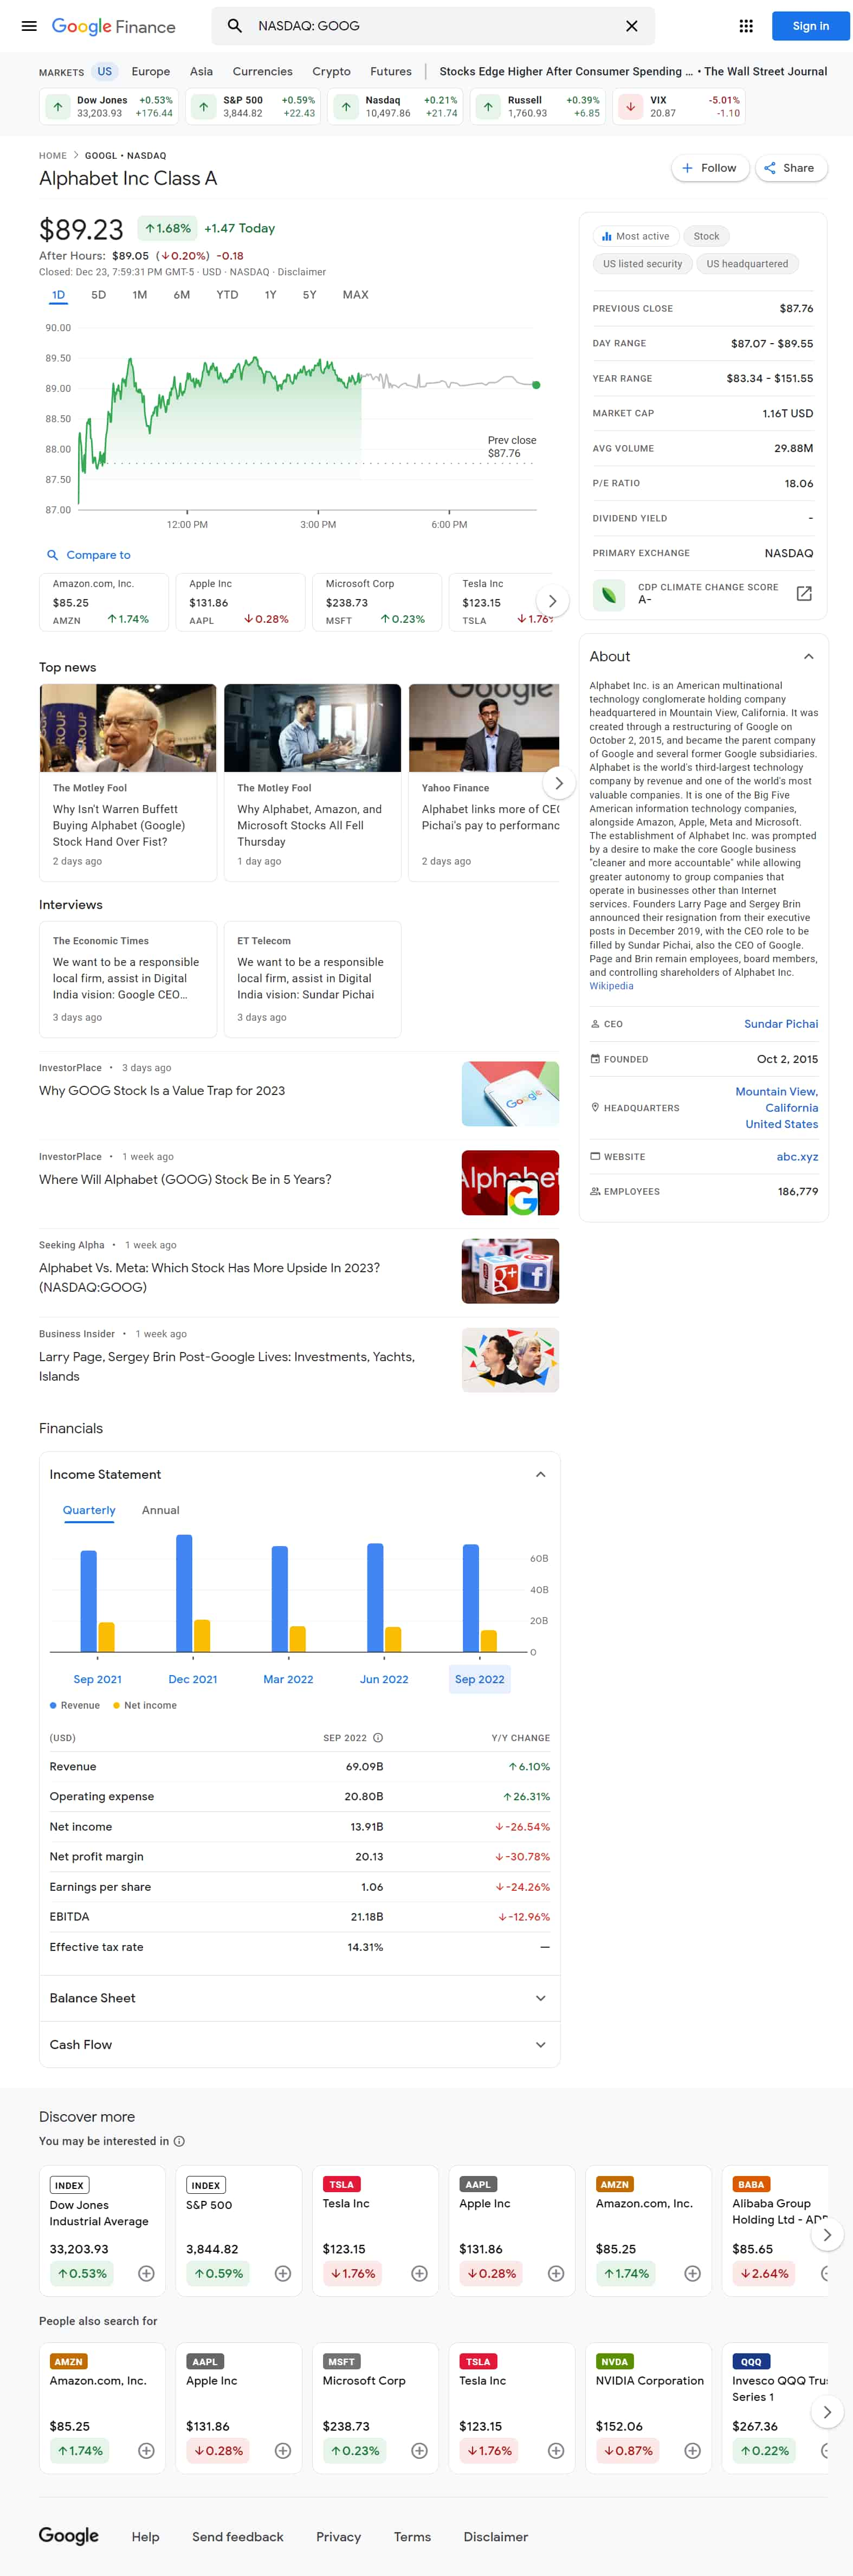 Google Finance
NASDAQ: GOOG
Sign in
MARKETS US Europe Asia Currencies Crypto Futures Stocks Edge Higher After Consumer Spending ... • The Wall Street Journal
Dow Jones +0.53%
33,203.93 +176.44
S&P 500 +0.59%
3,844.82 +22.43
Nasdaq +0.21%
10,497.86 +21.74
Russell +0.39%
1,760.93 +6.85
VIX -5.01%
20.87 -1.10
HOME > GOOGL • NASDAQ
Alphabet Inc Class A
Follow
Share
$89.23 ↑1.68% +1.47 Today
After Hours: $89.05 (↓0.20%) -0.18
Closed: Dec 23, 7:59:31 PM GMT-5 · USD · NASDAQ · Disclaimer
1D 5D 1M 6M YTD 1Y 5Y MAX
90.00
89.50
89.00
88.50
88.00
87.50
87.00
Prev close
$87.76
12:00 PM 3:00 PM 6:00 PM
Compare to
Amazon.com, Inc.
$85.25
AMZN ↑1.74%
Apple Inc
$131.86
AAPL ↓0.28%
Microsoft Corp
$238.73
MSFT ↑0.23%
Tesla Inc
$123.15
TSLA ↓1.76%
Most active Stock
US listed security US headquartered
PREVIOUS CLOSE $87.76
DAY RANGE $87.07 - $89.55
YEAR RANGE $83.34 - $151.55
MARKET CAP 1.16T USD
AVG VOLUME 29.88M
P/E RATIO 18.06
DIVIDEND YIELD -
PRIMARY EXCHANGE NASDAQ
CDP CLIMATE CHANGE SCORE
A-
About
Alphabet Inc. is an American multinational
technology conglomerate holding company
headquartered in Mountain View, California. It was
created through a restructuring of Google on
October 2, 2015, and became the parent company
of Google and several former Google subsidiaries.
Alphabet is the world's third-largest technology
company by revenue and one of the world's most
valuable companies. It is one of the Big Five
American information technology companies,
alongside Amazon, Apple, Meta and Microsoft.
The establishment of Alphabet Inc. was prompted
by a desire to make the core Google business
"cleaner and more accountable" while allowing
greater autonomy to group companies that
operate in businesses other than Internet
services. Founders Larry Page and Sergey Brin
announced their resignation from their executive
posts in December 2019, with the CEO role to be
filled by Sundar Pichai, also the CEO of Google.
Page and Brin remain employees, board members,
and controlling shareholders of Alphabet Inc.
Wikipedia
CEO Sundar Pichai
FOUNDED Oct 2, 2015
HEADQUARTERS Mountain View,
California
United States
WEBSITE abc.xyz
EMPLOYEES 186,779
Top news
The Motley Fool
Why Isn't Warren Buffett
Buying Alphabet (Google)
Stock Hand Over Fist?
2 days ago
The Motley Fool
Why Alphabet, Amazon, and
Microsoft Stocks All Fell
Thursday
1 day ago
Google
Yahoo Finance
Alphabet links more of CEO
Pichai's pay to performanc
2 days ago
Interviews
The Economic Times
We want to be a responsible
local firm, assist in Digital
India vision: Google CEO...
3 days ago
ET Telecom
We want to be a responsible
local firm, assist in Digital
India vision: Sundar Pichai
3 days ago
InvestorPlace • 3 days ago
Why GOOG Stock Is a Value Trap for 2023
Google
InvestorPlace • 1 week ago
Where Will Alphabet (GOOG) Stock Be in 5 Years?
Alphabet
G
Seeking Alpha • 1 week ago
Alphabet Vs. Meta: Which Stock Has More Upside In 2023?
(NASDAQ:GOOG)
g+ f
Business Insider • 1 week ago
Larry Page, Sergey Brin Post-Google Lives: Investments, Yachts,
Islands
Financials
Income Statement
Quarterly Annual
60B
40B
20B
0
Sep 2021 Dec 2021 Mar 2022 Jun 2022 Sep 2022
Revenue Net income
(USD) SEP 2022 Y/Y CHANGE
Revenue 69.09B ↑6.10%
Operating expense 20.80B ↑26.31%
Net income 13.91B ↓-26.54%
Net profit margin 20.13 ↓-30.78%
Earnings per share 1.06 ↓-24.26%
EBITDA 21.18B ↓-12.96%
Effective tax rate 14.31% —
Balance Sheet
Cash Flow
Discover more
You may be interested in
INDEX
Dow Jones
Industrial Average
33,203.93
↑0.53%
INDEX
S&P 500
3,844.82
↑0.59%
TSLA
Tesla Inc
$123.15
↓1.76%
AAPL
Apple Inc
$131.86
↓0.28%
AMZN
Amazon.com, Inc.
$85.25
↑1.74%
BABA
Alibaba Group
Holding Ltd - ADR
$85.65
↓2.64%
People also search for
AMZN
Amazon.com, Inc.
$85.25
↑1.74%
AAPL
Apple Inc
$131.86
↓0.28%
MSFT
Microsoft Corp
$238.73
↑0.23%
TSLA
Tesla Inc
$123.15
↓1.76%
NVDA
NVIDIA Corporation
$152.06
↓0.87%
QQQ
Invesco QQQ Trus
Series 1
$267.36
↑0.22%
Google Help Send feedback Privacy Terms Disclaimer